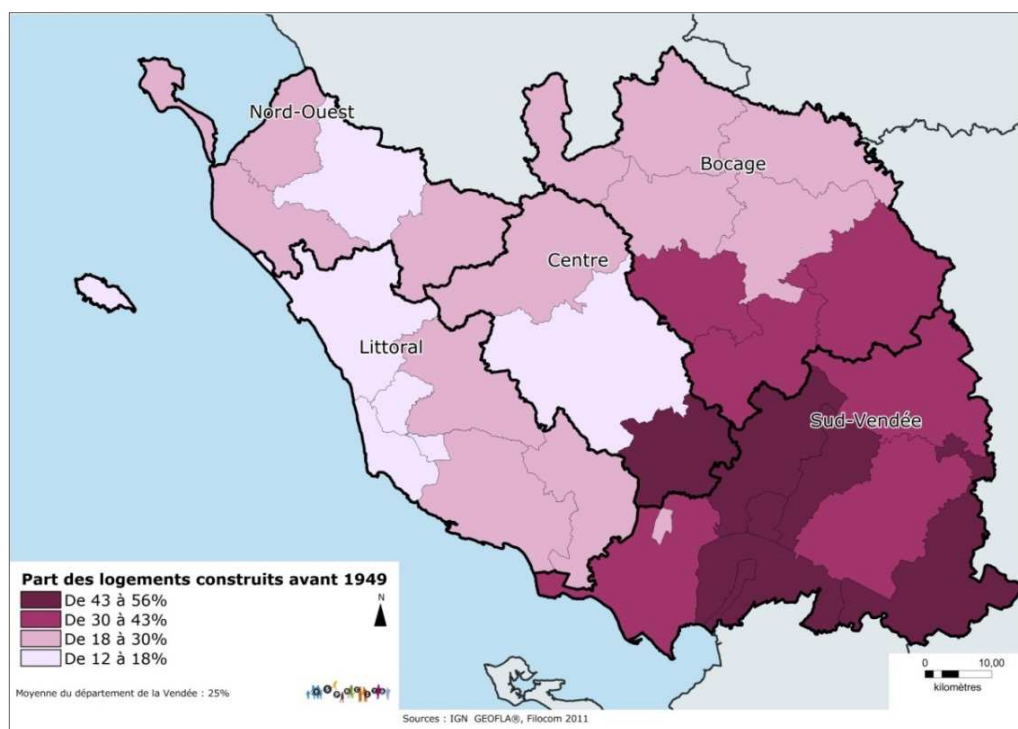 Nord-Ouest
Bocage
Centre
Littoral
Sud-Vendée
Part des logements construits avant 1949
De 43 à 56%
De 30 à 43%
De 18 à 30%
De 12 à 18%
N
Moyenne du département de la Vendée : 25%
0 10,00
kilomètres
Sources : IGN GEOFLA®, Filocom 2011